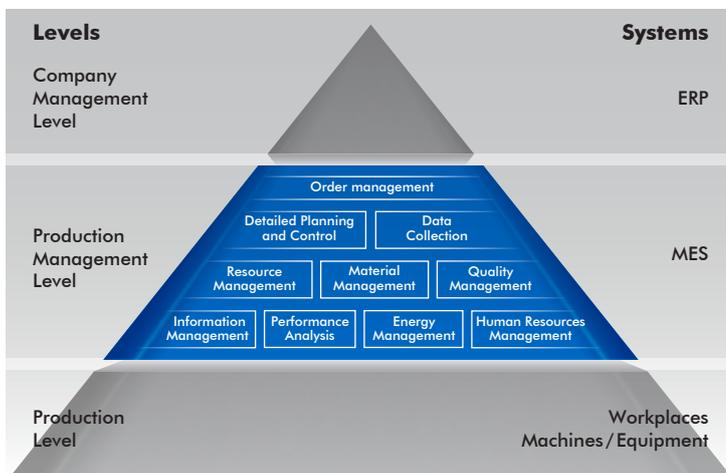 Levels
Systems
Company
Management
Level
ERP
Order management
Detailed Planning
and Control
Data
Collection
Production
Management
Level
MES
Resource
Management
Material
Management
Quality
Management
Information
Management
Performance
Analysis
Energy
Management
Human Resources
Management
Production
Level
Workplaces
Machines / Equipment